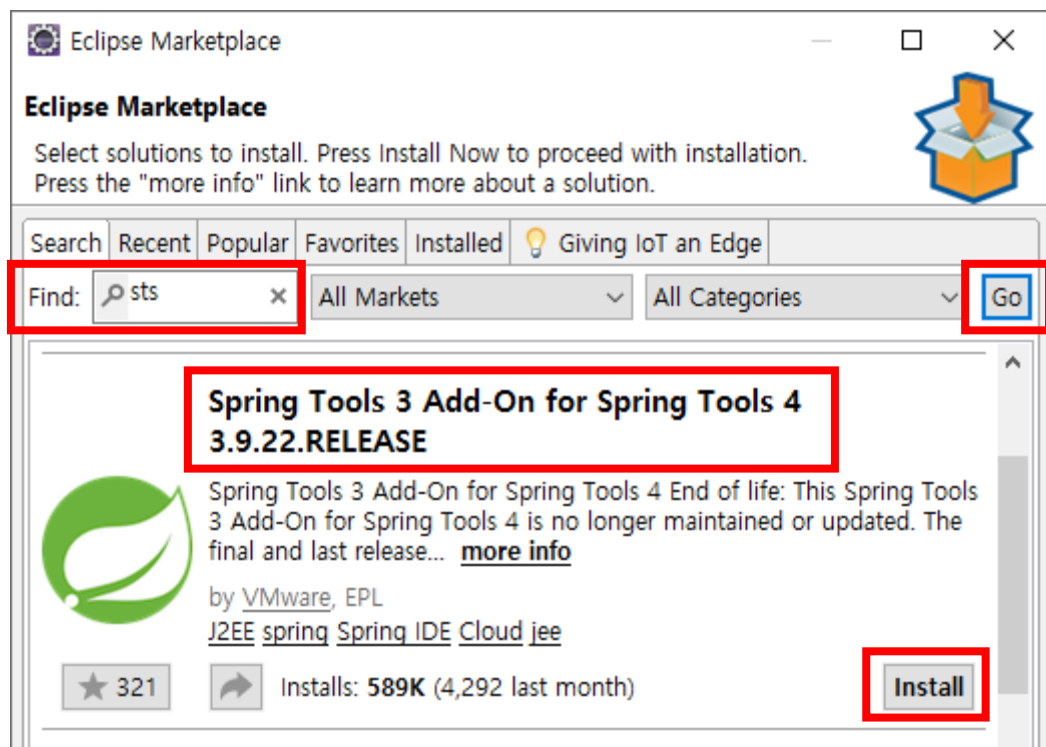 Eclipse Marketplace
Eclipse Marketplace
Select solutions to install. Press Install Now to proceed with installation.
Press the "more info" link to learn more about a solution.
Search Recent Popular Favorites Installed Giving IoT an Edge
Find: sts All Markets All Categories Go
Spring Tools 3 Add-On for Spring Tools 4
3.9.22.RELEASE
Spring Tools 3 Add-On for Spring Tools 4 End of life: This Spring Tools
3 Add-On for Spring Tools 4 is no longer maintained or updated. The
final and last release... more info
by VMware, EPL
J2EE spring Spring IDE Cloud jee
321 Installs: 589K (4,292 last month) Install